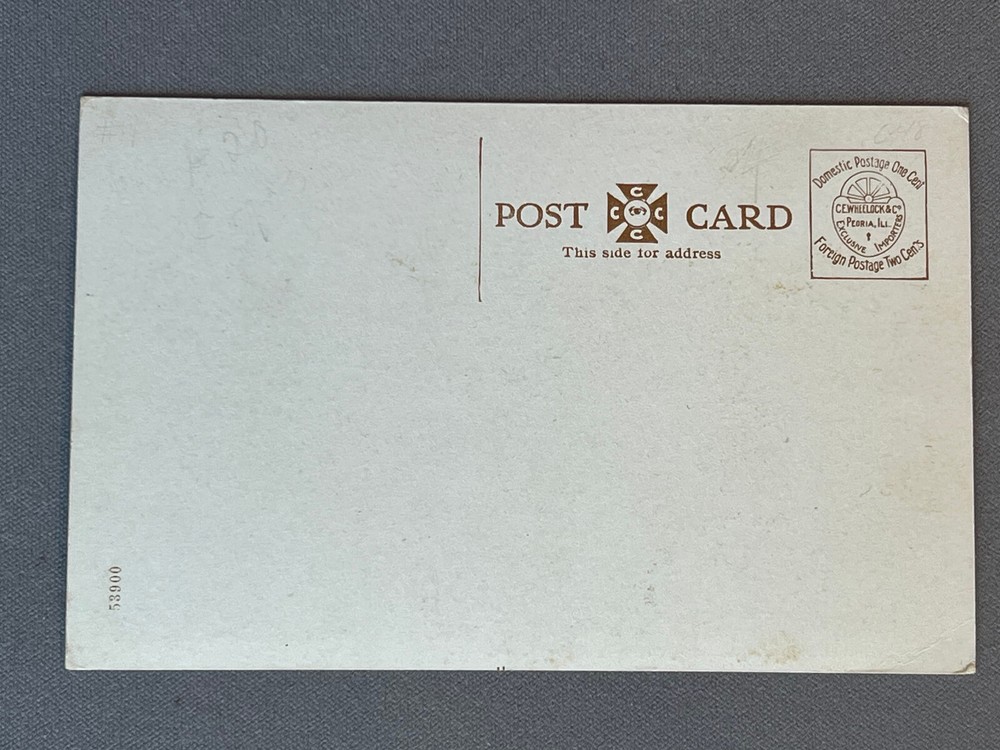 POST CARD
C
C C
C
This side for address
Domestic Postage One Cent
C.E.WHEELOCK & Co
PEORIA, ILL.
EXCLUSIVE IMPORTERS
Foreign Postage Two Cents
53900